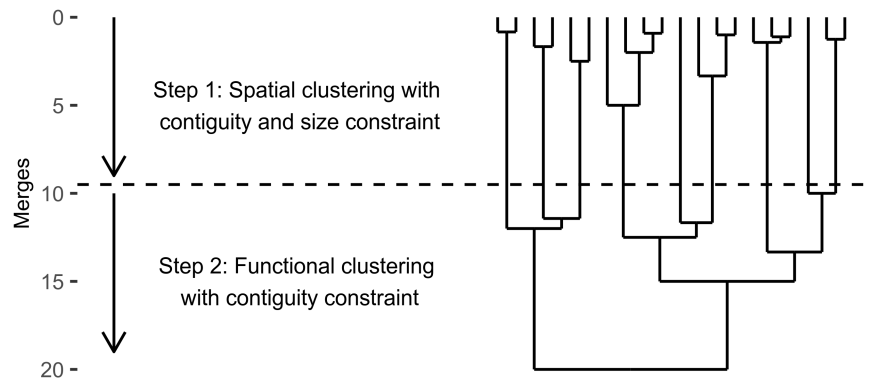 0
Step 1: Spatial clustering with
contiguity and size constraint
5
Merges
10
Step 2: Functional clustering
with contiguity constraint
15
20